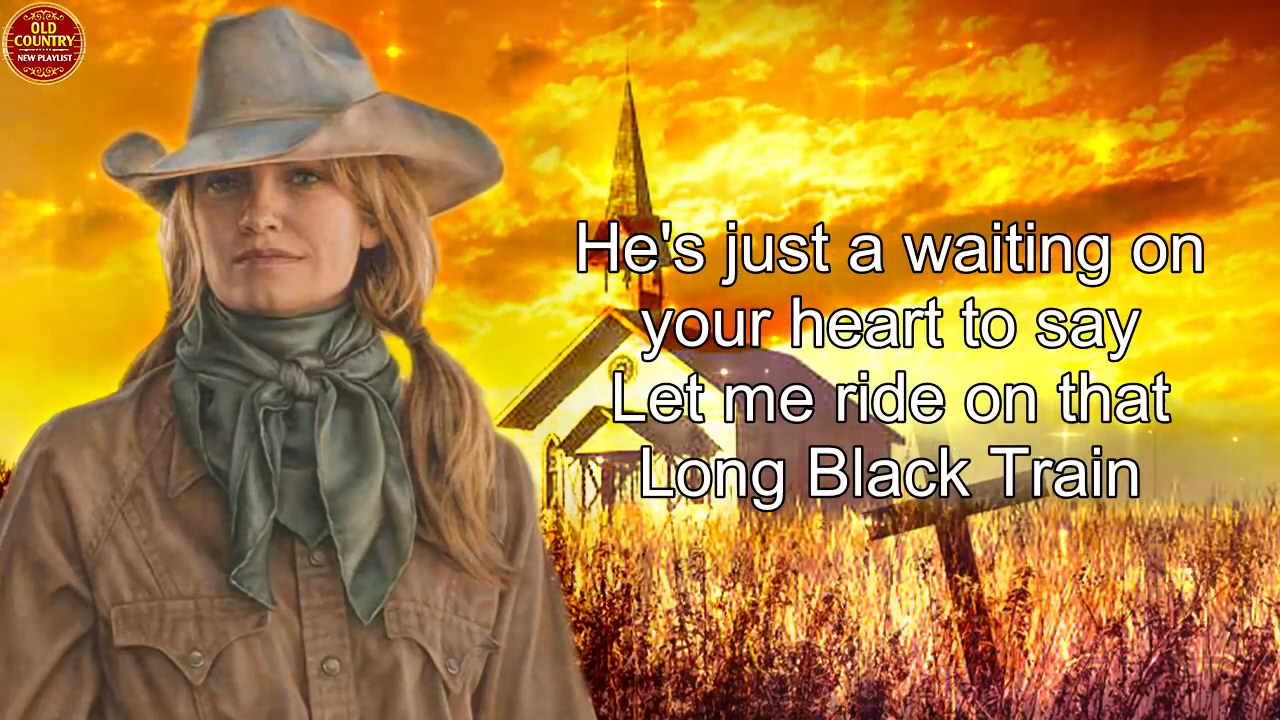 OLD
COUNTRY
NEW PLAYLIST
He's just a waiting on
your heart to say
Let me ride on that
Long Black Train